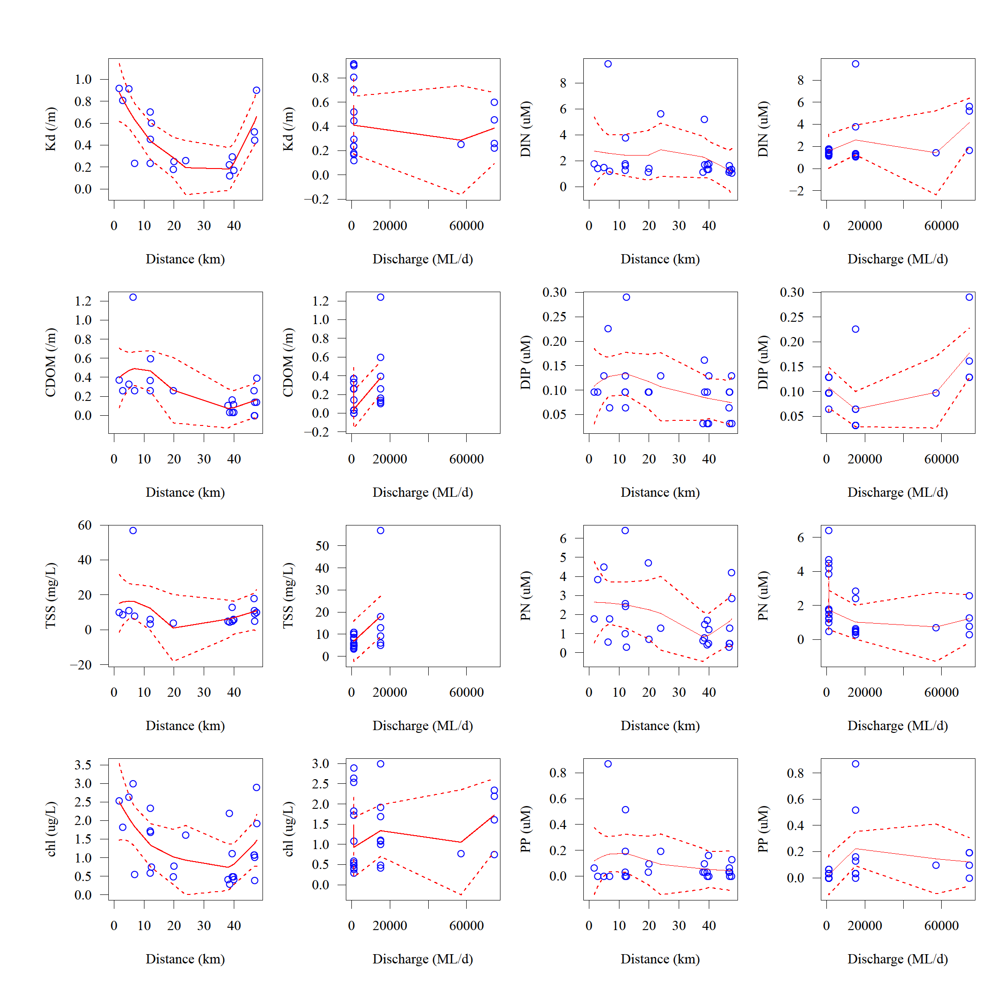 Kd (/m)
1.0
0.8
0.6
0.4
0.2
0.0
0 10 20 30 40
Distance (km)
Kd (/m)
0.8
0.6
0.4
0.2
0.0
−0.2
0 20000 60000
Discharge (ML/d)
DIN (uM)
8
6
4
2
0
0 10 20 30 40
Distance (km)
DIN (uM)
8
6
4
2
0
−2
0 20000 60000
Discharge (ML/d)
CDOM (/m)
1.2
1.0
0.8
0.6
0.4
0.2
0.0
0 10 20 30 40
Distance (km)
CDOM (/m)
1.2
1.0
0.8
0.6
0.4
0.2
0.0
−0.2
0 20000 60000
Discharge (ML/d)
DIP (uM)
0.30
0.25
0.20
0.15
0.10
0.05
0 10 20 30 40
Distance (km)
DIP (uM)
0.30
0.25
0.20
0.15
0.10
0.05
0 20000 60000
Discharge (ML/d)
TSS (mg/L)
60
40
20
0
−20
0 10 20 30 40
Distance (km)
TSS (mg/L)
50
40
30
20
10
0
0 20000 60000
Discharge (ML/d)
PN (uM)
6
5
4
3
2
1
0
0 10 20 30 40
Distance (km)
PN (uM)
6
4
2
0
0 20000 60000
Discharge (ML/d)
chl (ug/L)
3.5
3.0
2.5
2.0
1.5
1.0
0.5
0.0
0 10 20 30 40
Distance (km)
chl (ug/L)
3.0
2.5
2.0
1.5
1.0
0.5
0.0
0 20000 60000
Discharge (ML/d)
PP (uM)
0.8
0.6
0.4
0.2
0.0
0 10 20 30 40
Distance (km)
PP (uM)
0.8
0.6
0.4
0.2
0.0
0 20000 60000
Discharge (ML/d)